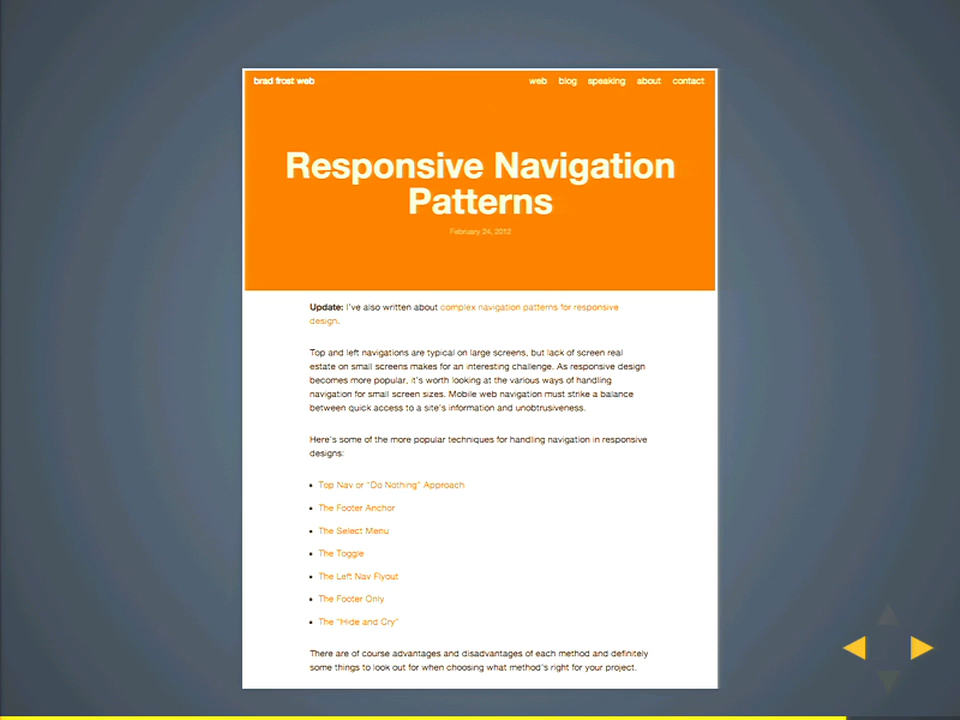 brad frost web
web blog speaking about contact
Responsive Navigation
Patterns
February 24, 2012
Update: I've also written about complex navigation patterns for responsive
design.
Top and left navigations are typical on large screens, but lack of screen real
estate on small screens makes for an interesting challenge. As responsive design
becomes more popular, it's worth looking at the various ways of handling
navigation for small screen sizes. Mobile web navigation must strike a balance
between quick access to a site's information and unobtrusiveness.
Here's some of the more popular techniques for handling navigation in responsive
designs:
• Top Nav or "Do Nothing" Approach
• The Footer Anchor
• The Select Menu
• The Toggle
• The Left Nav Flyout
• The Footer Only
• The "Hide and Cry"
There are of course advantages and disadvantages of each method and definitely
some things to look out for when choosing what method's right for your project.